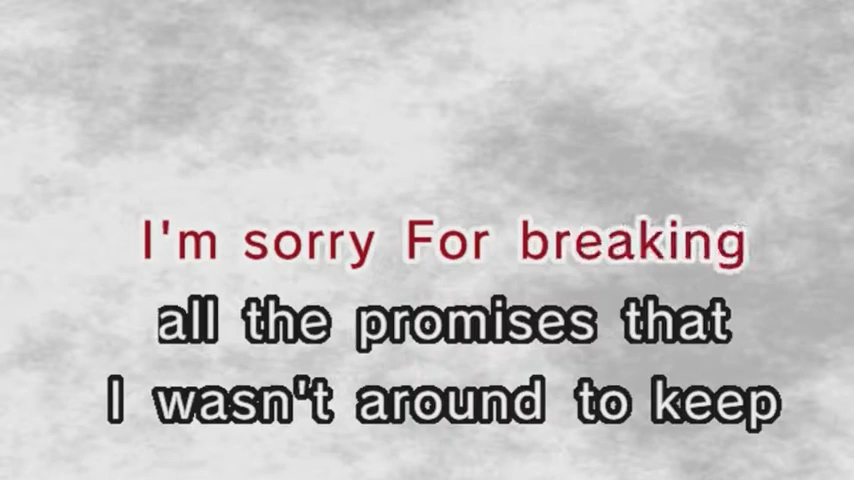 I'm sorry For breaking
all the promises that
I wasn't around to keep